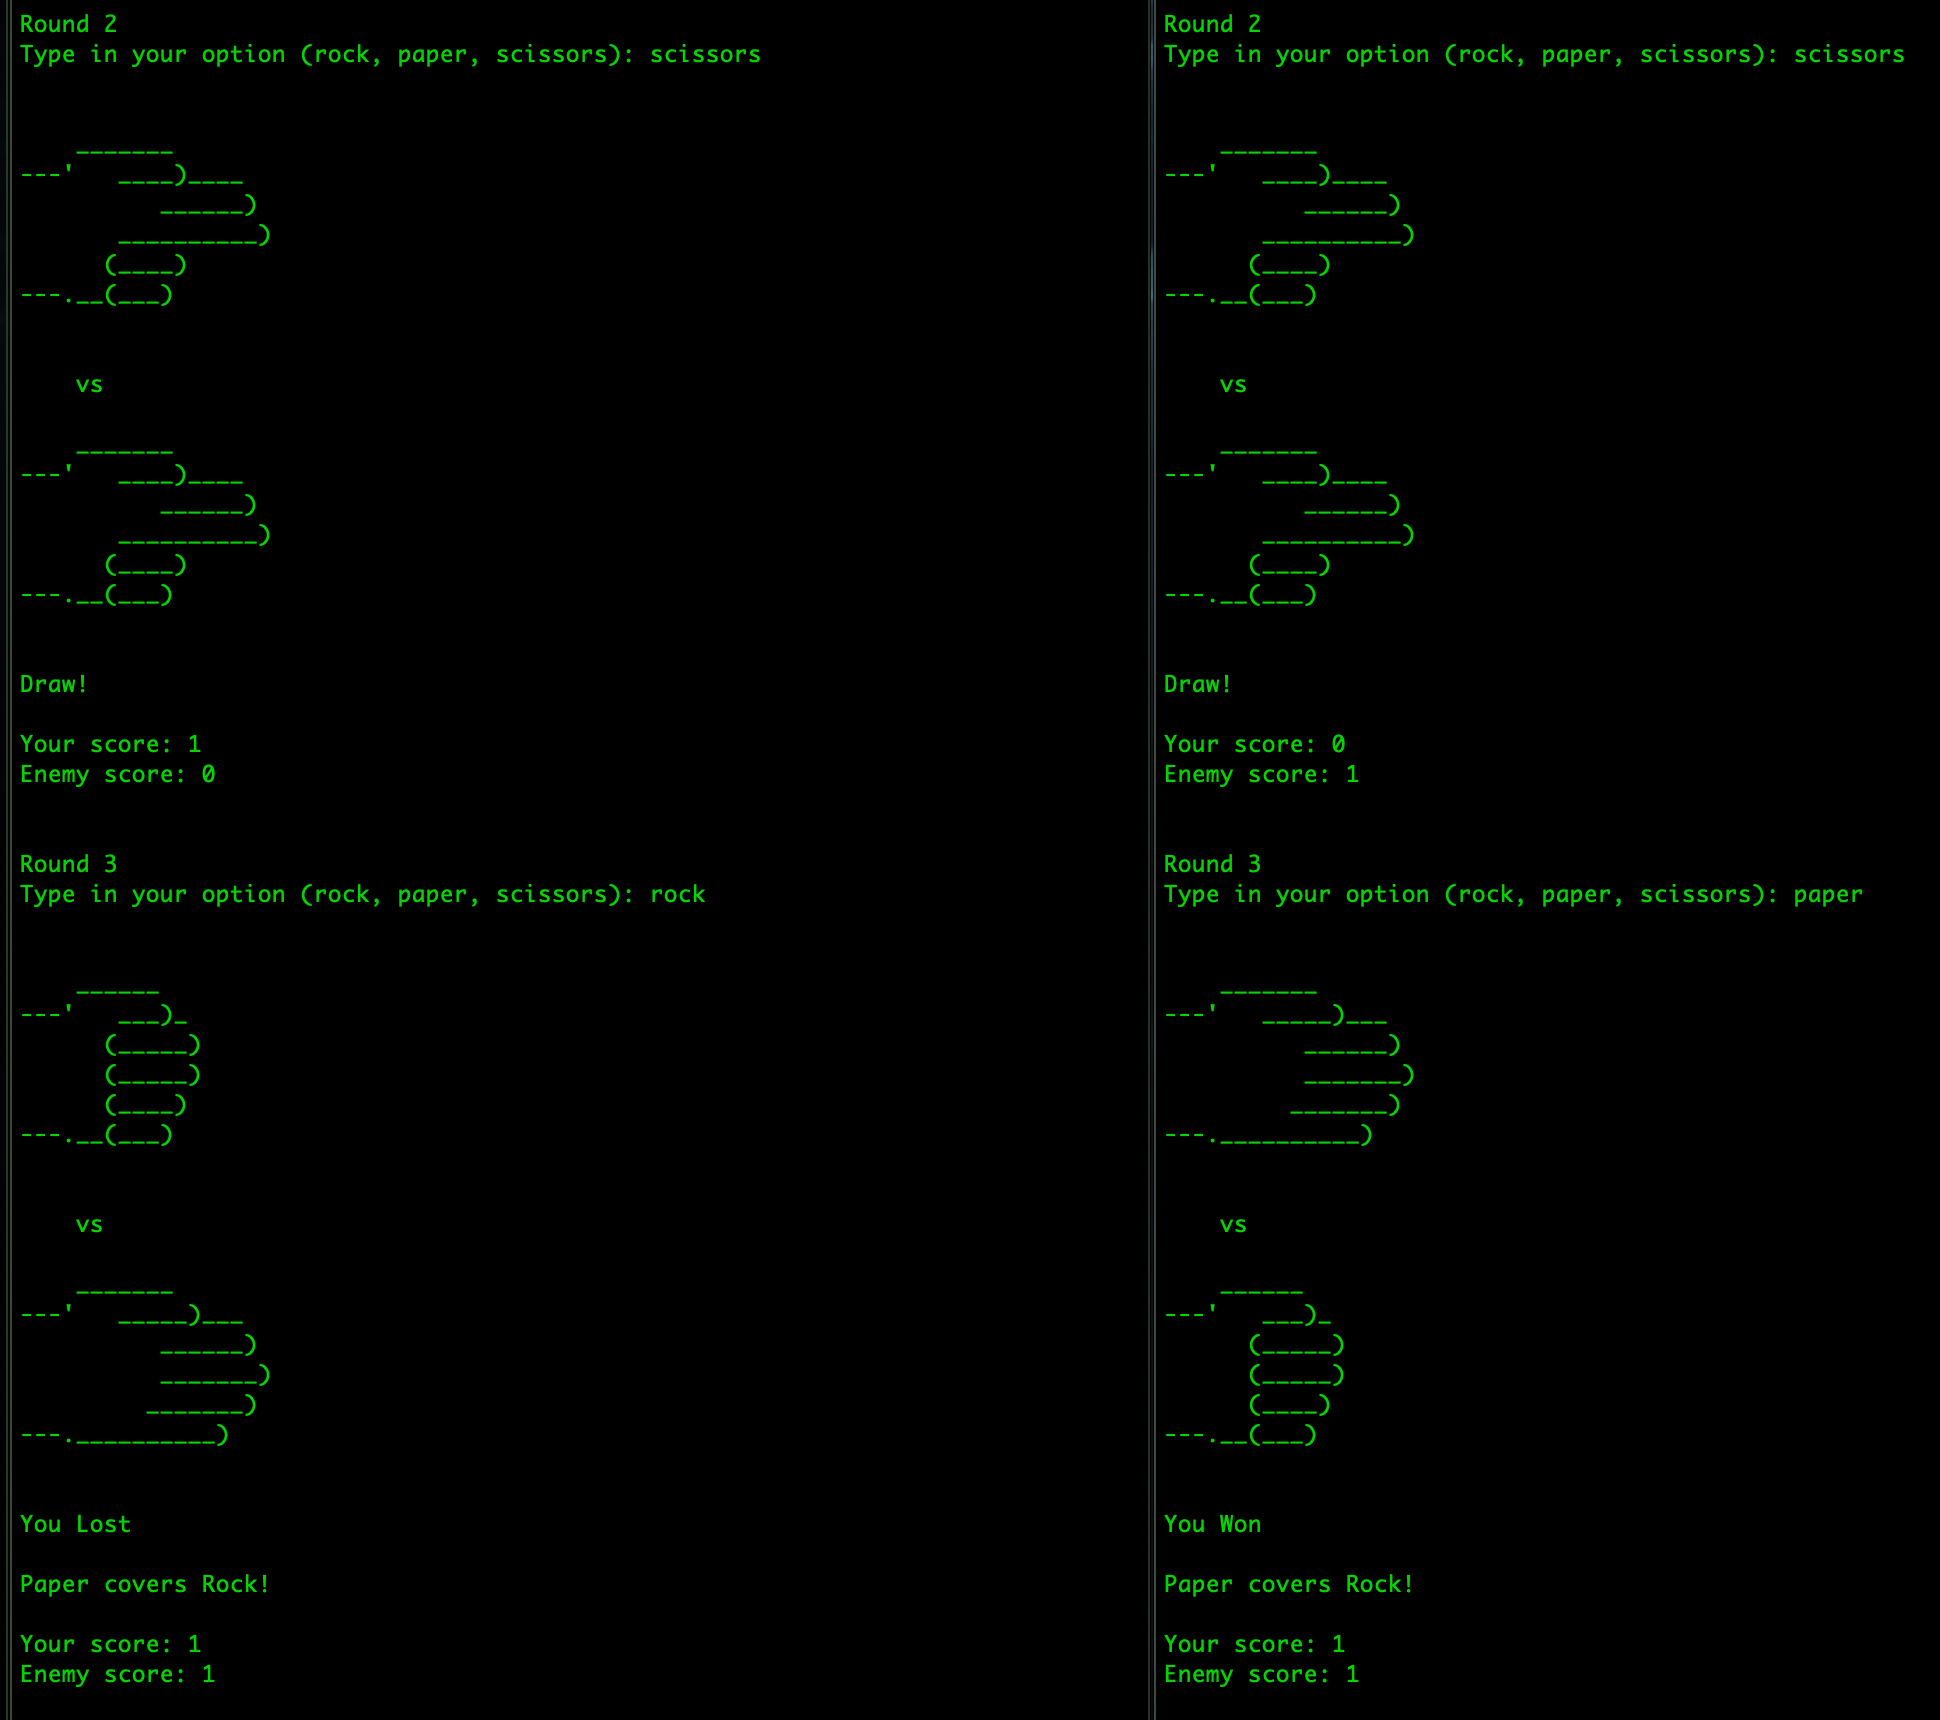 Round 2
Type in your option (rock, paper, scissors): scissors
    _______
---'   ____)____
          ______)
       __________)
      (____)
---.__(___)
    vs
    _______
---'   ____)____
          ______)
       __________)
      (____)
---.__(___)
Draw!
Your score: 1
Enemy score: 0
Round 3
Type in your option (rock, paper, scissors): rock
    ______
---'   ___)_
      (_____)
      (_____)
      (____)
---.__(___)
    vs
    _______
---'   _____)___
          ______)
          _______)
         _______)
---.__________)
You Lost
Paper covers Rock!
Your score: 1
Enemy score: 1
Round 2
Type in your option (rock, paper, scissors): scissors
    _______
---'   ____)____
          ______)
       __________)
      (____)
---.__(___)
    vs
    _______
---'   ____)____
          ______)
       __________)
      (____)
---.__(___)
Draw!
Your score: 0
Enemy score: 1
Round 3
Type in your option (rock, paper, scissors): paper
    _______
---'   _____)___
          ______)
          _______)
         _______)
---.__________)
    vs
    ______
---'   ___)_
      (_____)
      (_____)
      (____)
---.__(___)
You Won
Paper covers Rock!
Your score: 1
Enemy score: 1